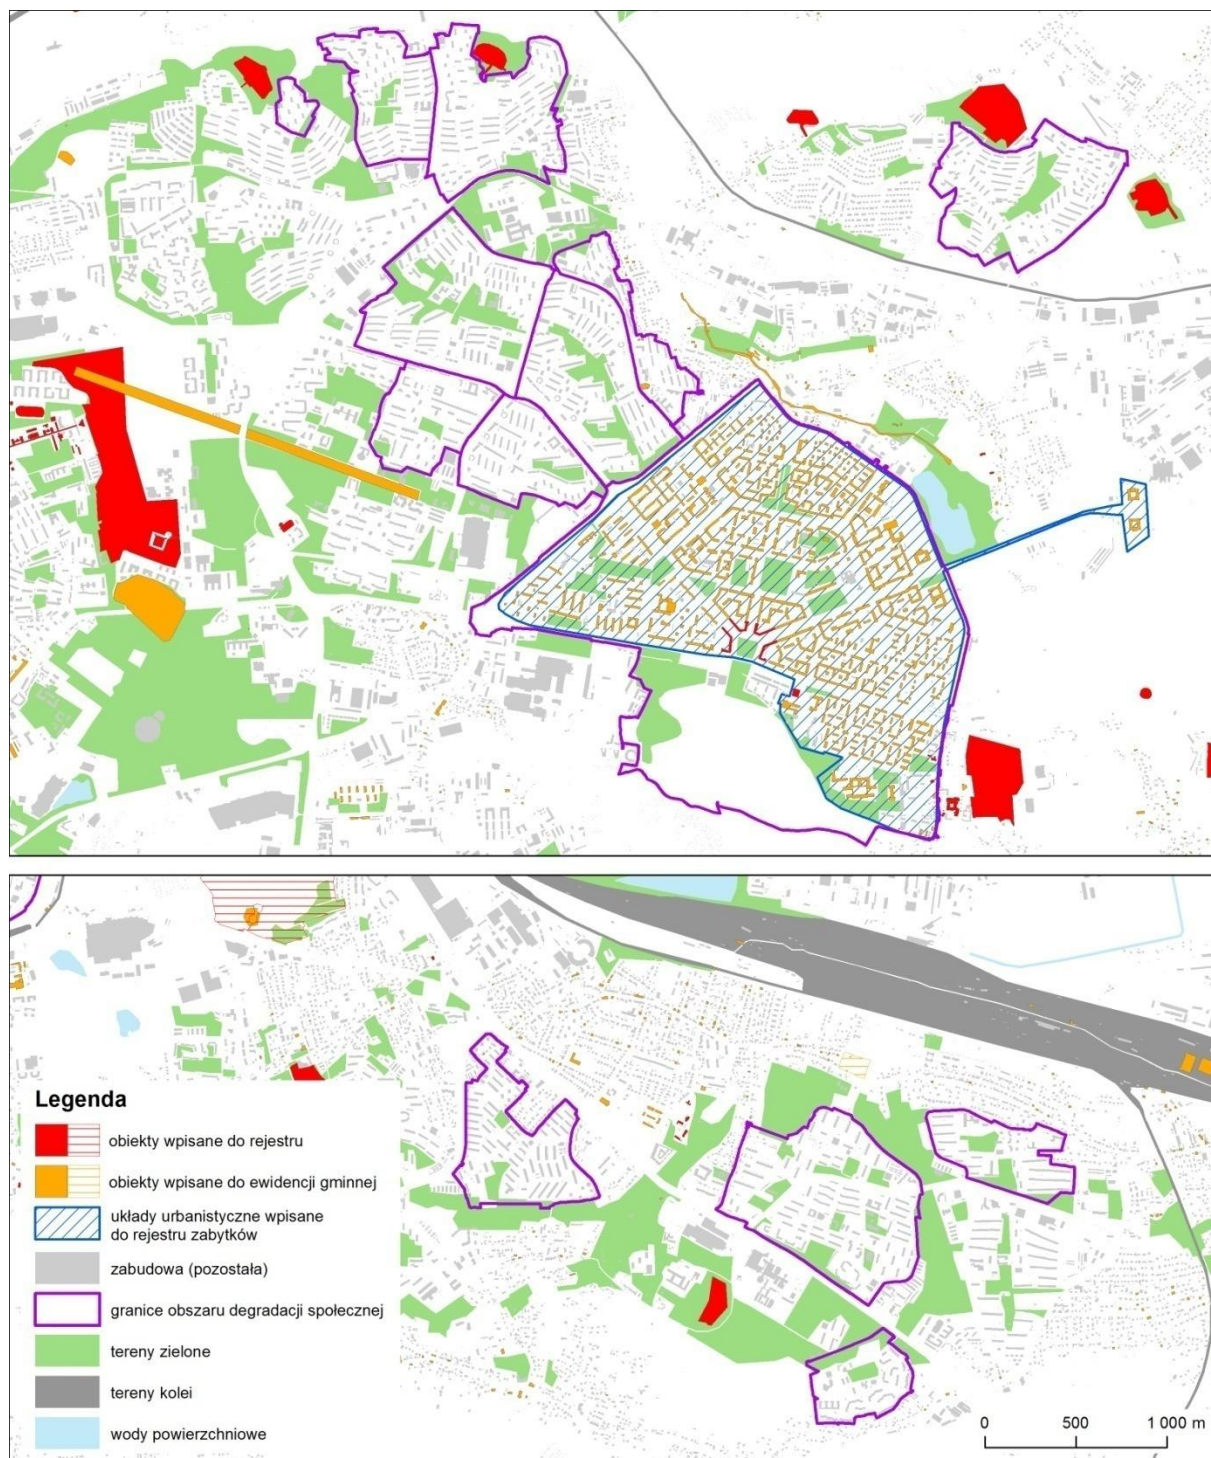 Legenda
obiekty wpisane do rejestru
obiekty wpisane do ewidencji gminnej
układy urbanistyczne wpisane
do rejestru zabytków
zabudowa (pozostała)
granice obszaru degradacji społecznej
tereny zielone
tereny kolei
wody powierzchniowe
0 500 1 000 m